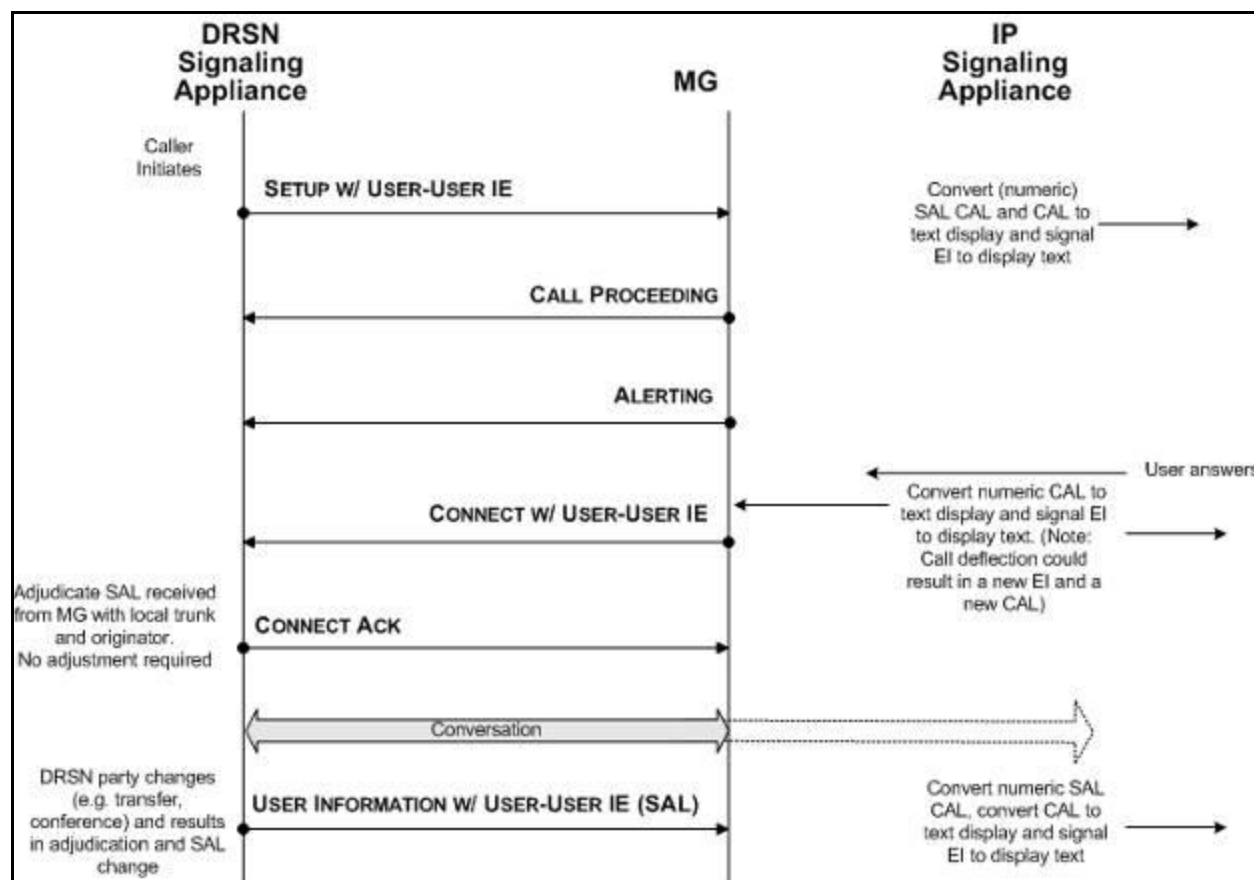 DRSN
Signaling
Appliance
MG
IP
Signaling
Appliance
Caller
Initiates
SETUP W/ USER-USER IE
Convert (numeric)
SAL CAL and CAL to
text display and signal
EI to display text
CALL PROCEEDING
ALERTING
User answers
CONNECT W/ USER-USER IE
Convert numeric CAL to
text display and signal EI
to display text. (Note:
Call deflection could
result in a new EI and a
new CAL)
Adjudicate SAL received
from MG with local trunk
and originator.
No adjustment required
CONNECT ACK
Conversation
DRSN party changes
(e.g. transfer,
conference) and results
in adjudication and SAL
change
USER INFORMATION W/ USER-USER IE (SAL)
Convert numeric SAL
CAL, convert CAL to
text display and signal
EI to display text